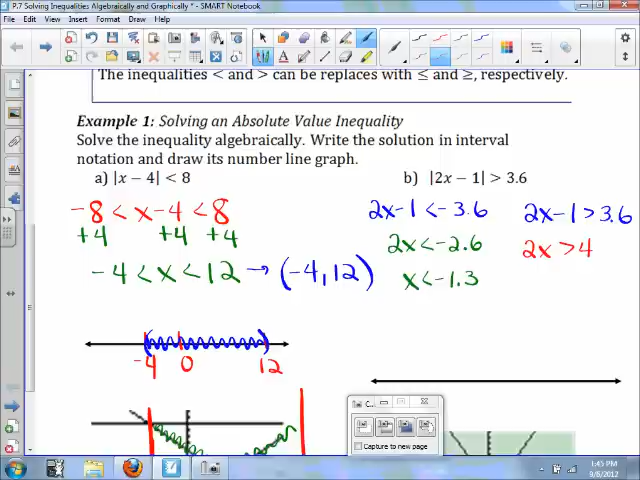 P.7 Solving Inequalities Algebraically and Graphically * - SMART Notebook
File Edit View Insert Format Tools Draw Help
The inequalities < and > can be replaces with ≤ and ≥, respectively.
Example 1: Solving an Absolute Value Inequality
Solve the inequality algebraically. Write the solution in interval
notation and draw its number line graph.
a) |x − 4| < 8
b) |2x − 1| > 3.6
-8 < x-4 < 8
+4 +4 +4
-4 < x < 12 → (-4, 12)
2x-1 < -3.6
2x < -2.6
x < -1.3
2x-1 > 3.6
2x > 4
-4 0 12
C...
Capture to new page
1:45 PM
9/6/2012